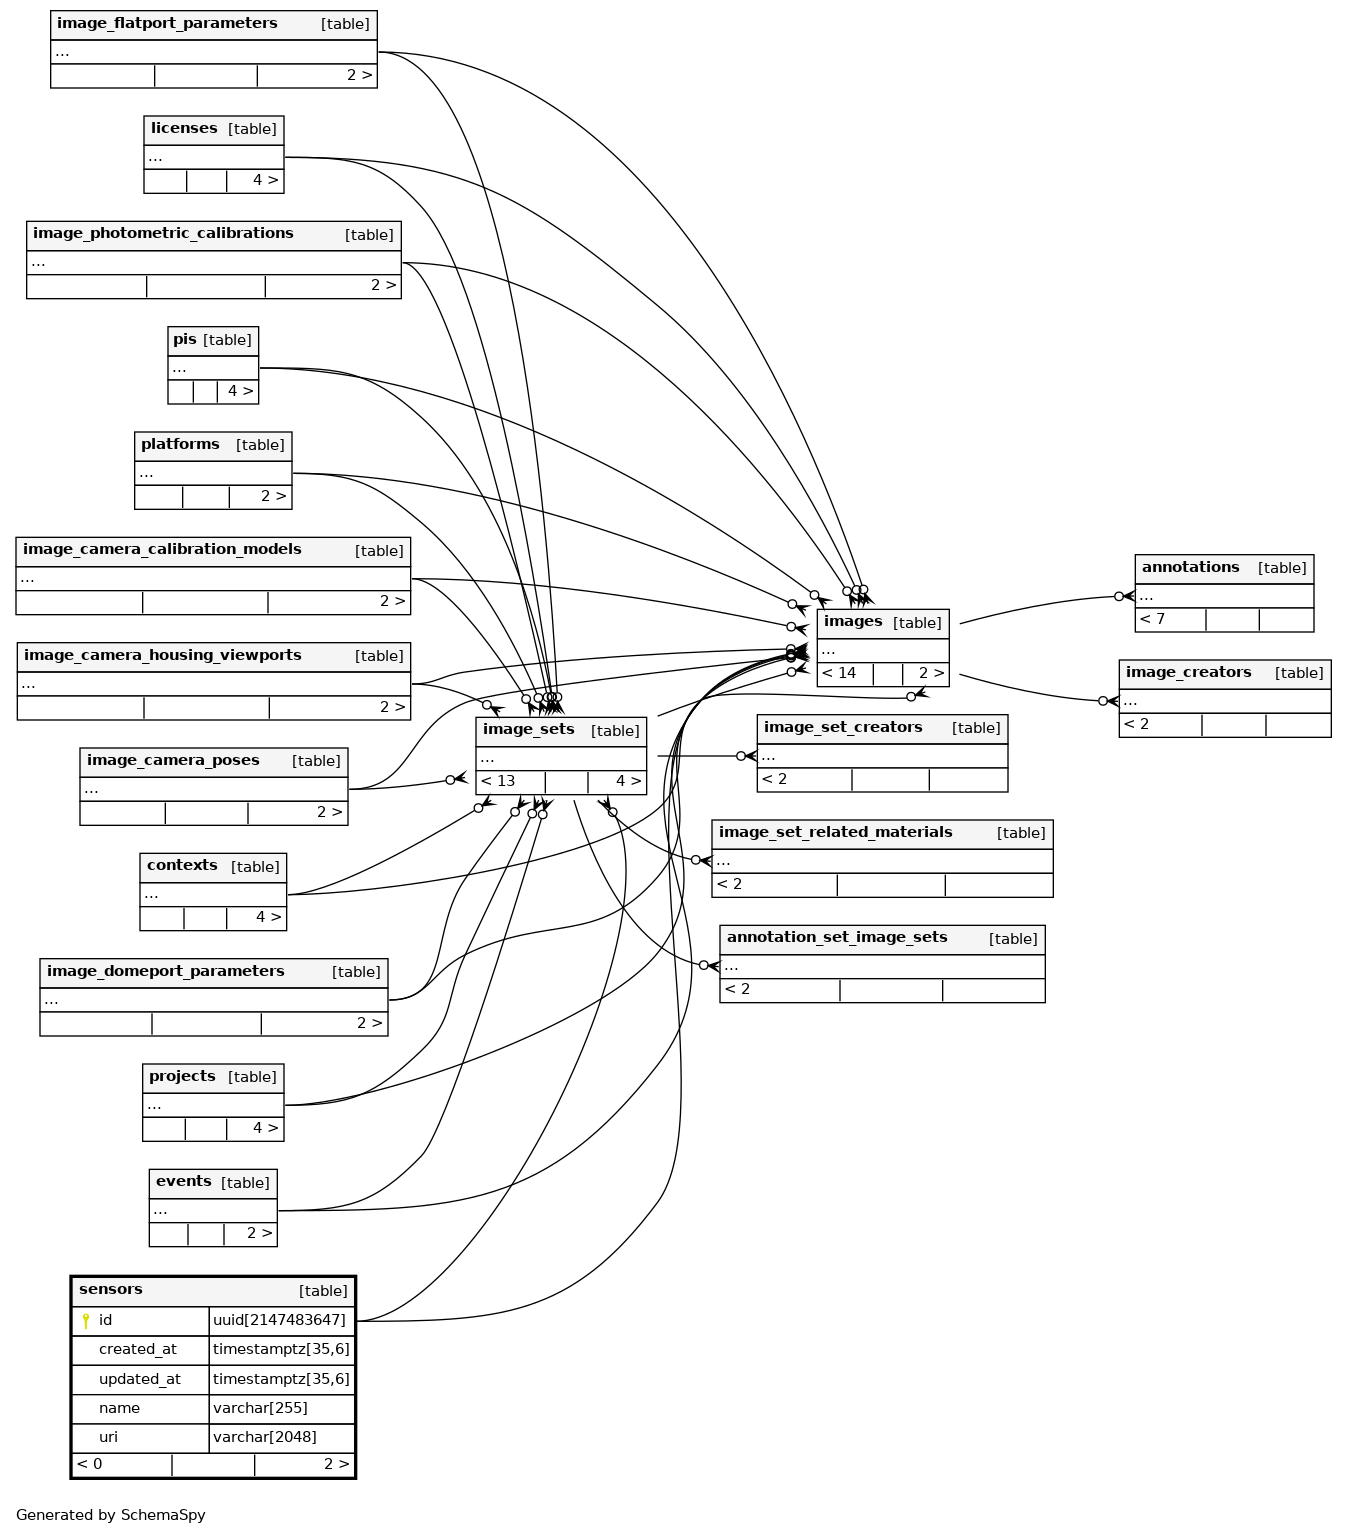 image_flatport_parameters [table]
...
2 >
licenses [table]
...
4 >
image_photometric_calibrations [table]
...
2 >
pis [table]
...
4 >
platforms [table]
...
2 >
image_camera_calibration_models [table]
...
2 >
image_camera_housing_viewports [table]
...
2 >
image_camera_poses [table]
...
2 >
contexts [table]
...
4 >
image_domeport_parameters [table]
...
2 >
projects [table]
...
4 >
events [table]
...
2 >
sensors [table]
id uuid[2147483647]
created_at timestamptz[35,6]
updated_at timestamptz[35,6]
name varchar[255]
uri varchar[2048]
< 0 2 >
image_sets [table]
...
< 13 4 >
images [table]
...
< 14 2 >
image_set_creators [table]
...
< 2
image_set_related_materials [table]
...
< 2
annotation_set_image_sets [table]
...
< 2
annotations [table]
...
< 7
image_creators [table]
...
< 2
Generated by SchemaSpy